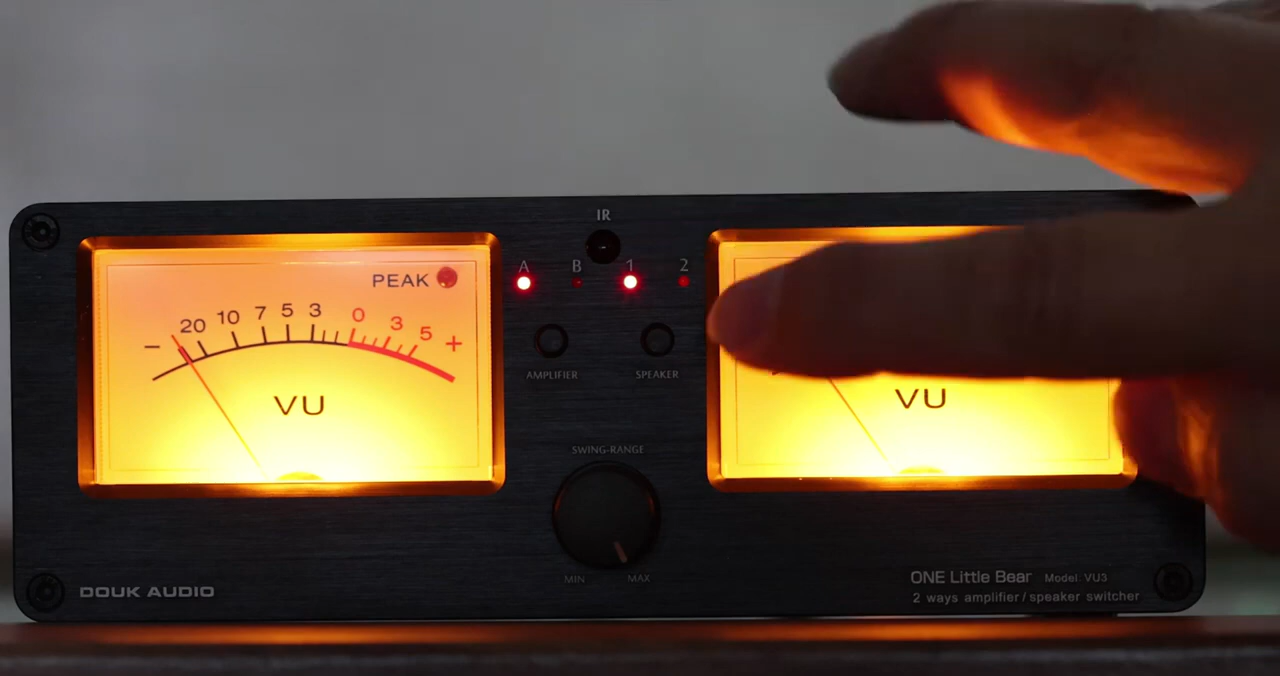 IR
PEAK
A B 1 2
20 10 7 5 3 0 3 5
− +
VU
AMPLIFIER SPEAKER
VU
SWING-RANGE
MIN MAX
DOUK AUDIO
ONE Little Bear Model: VU3
2 ways amplifier / speaker switcher